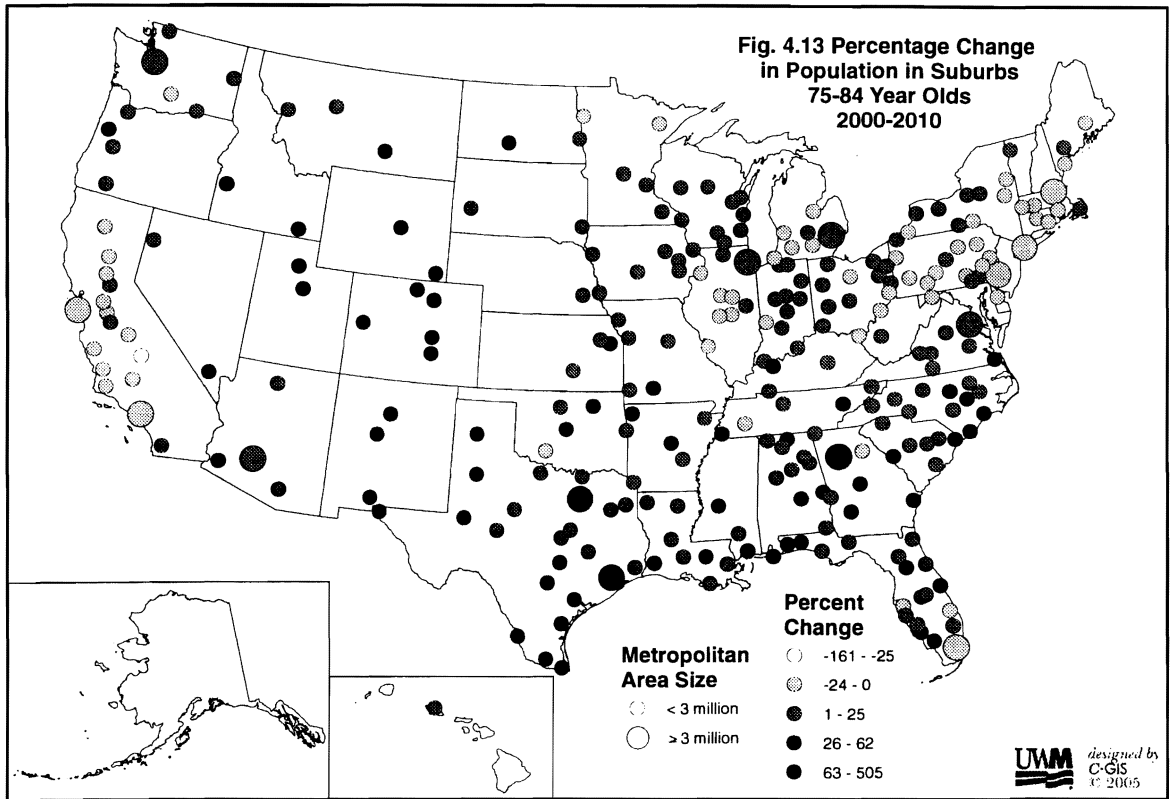 Fig. 4.13 Percentage Change
in Population in Suburbs
75-84 Year Olds
2000-2010
Metropolitan
Area Size
< 3 million
> 3 million
Percent
Change
-161 - -25
-24 - 0
1 - 25
26 - 62
63 - 505
UWM
designed by
C·GIS
© 2005